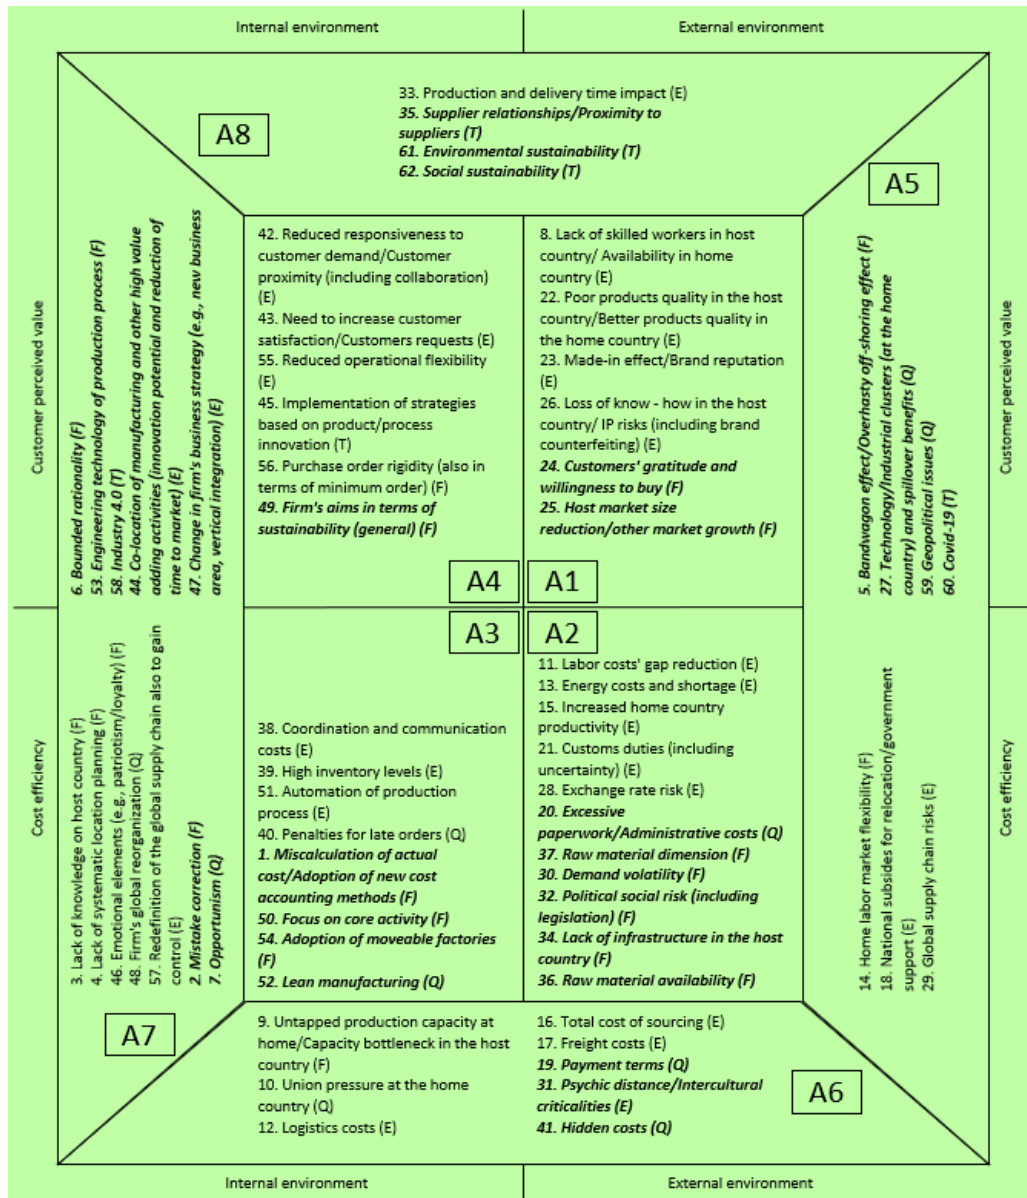 Internal environment
External environment
33. Production and delivery time impact (E)
35. Supplier relationships/Proximity to
suppliers (T)
61. Environmental sustainability (T)
62. Social sustainability (T)
A8
A5
Customer perceived value
6. Bounded rationality (F)
53. Engineering technology of production process (F)
58. Industry 4.0 (T)
44. Co-location of manufacturing and other high value
adding activities (innovation potential and reduction of
time to market) (E)
47. Change in firm's business strategy (e.g., new business
area, vertical integration) (E)
42. Reduced responsiveness to
customer demand/Customer
proximity (including collaboration)
(E)
43. Need to increase customer
satisfaction/Customers requests (E)
55. Reduced operational flexibility
(E)
45. Implementation of strategies
based on product/process
innovation (T)
56. Purchase order rigidity (also in
terms of minimum order) (F)
49. Firm's aims in terms of
sustainability (general) (F)
A4
8. Lack of skilled workers in host
country/ Availability in home
country (E)
22. Poor products quality in the host
country/Better products quality in
the home country (E)
23. Made-in effect/Brand reputation
(E)
26. Loss of know - how in the host
country/ IP risks (including brand
counterfeiting) (E)
24. Customers' gratitude and
willingness to buy (F)
25. Host market size
reduction/other market growth (F)
A1
5. Bandwagon effect/Overhasty off-shoring effect (F)
27. Technology/Industrial clusters (at the home
country) and spillover benefits (Q)
59. Geopolitical issues (Q)
60. Covid-19 (T)
Customer perceived value
Cost efficiency
3. Lack of knowledge on host country (F)
4. Lack of systematic location planning (F)
46. Emotional elements (e.g., patriotism/loyalty) (F)
48. Firm's global reorganization (Q)
57. Redefinition of the global supply chain also to gain
control (E)
2. Mistake correction (F)
7. Opportunism (Q)
A7
A3
38. Coordination and communication
costs (E)
39. High inventory levels (E)
51. Automation of production
process (E)
40. Penalties for late orders (Q)
1. Miscalculation of actual
cost/Adoption of new cost
accounting methods (F)
50. Focus on core activity (F)
54. Adoption of moveable factories
(F)
52. Lean manufacturing (Q)
A2
11. Labor costs' gap reduction (E)
13. Energy costs and shortage (E)
15. Increased home country
productivity (E)
21. Customs duties (including
uncertainty) (E)
28. Exchange rate risk (E)
20. Excessive
paperwork/Administrative costs (Q)
37. Raw material dimension (F)
30. Demand volatility (F)
32. Political social risk (including
legislation) (F)
34. Lack of infrastructure in the host
country (F)
36. Raw material availability (F)
14. Home labor market flexibility (F)
18. National subsides for relocation/government
support (E)
29. Global supply chain risks (E)
Cost efficiency
9. Untapped production capacity at
home/Capacity bottleneck in the host
country (F)
10. Union pressure at the home
country (Q)
12. Logistics costs (E)
16. Total cost of sourcing (E)
17. Freight costs (E)
19. Payment terms (Q)
31. Psychic distance/Intercultural
criticalities (E)
41. Hidden costs (Q)
A6
Internal environment
External environment